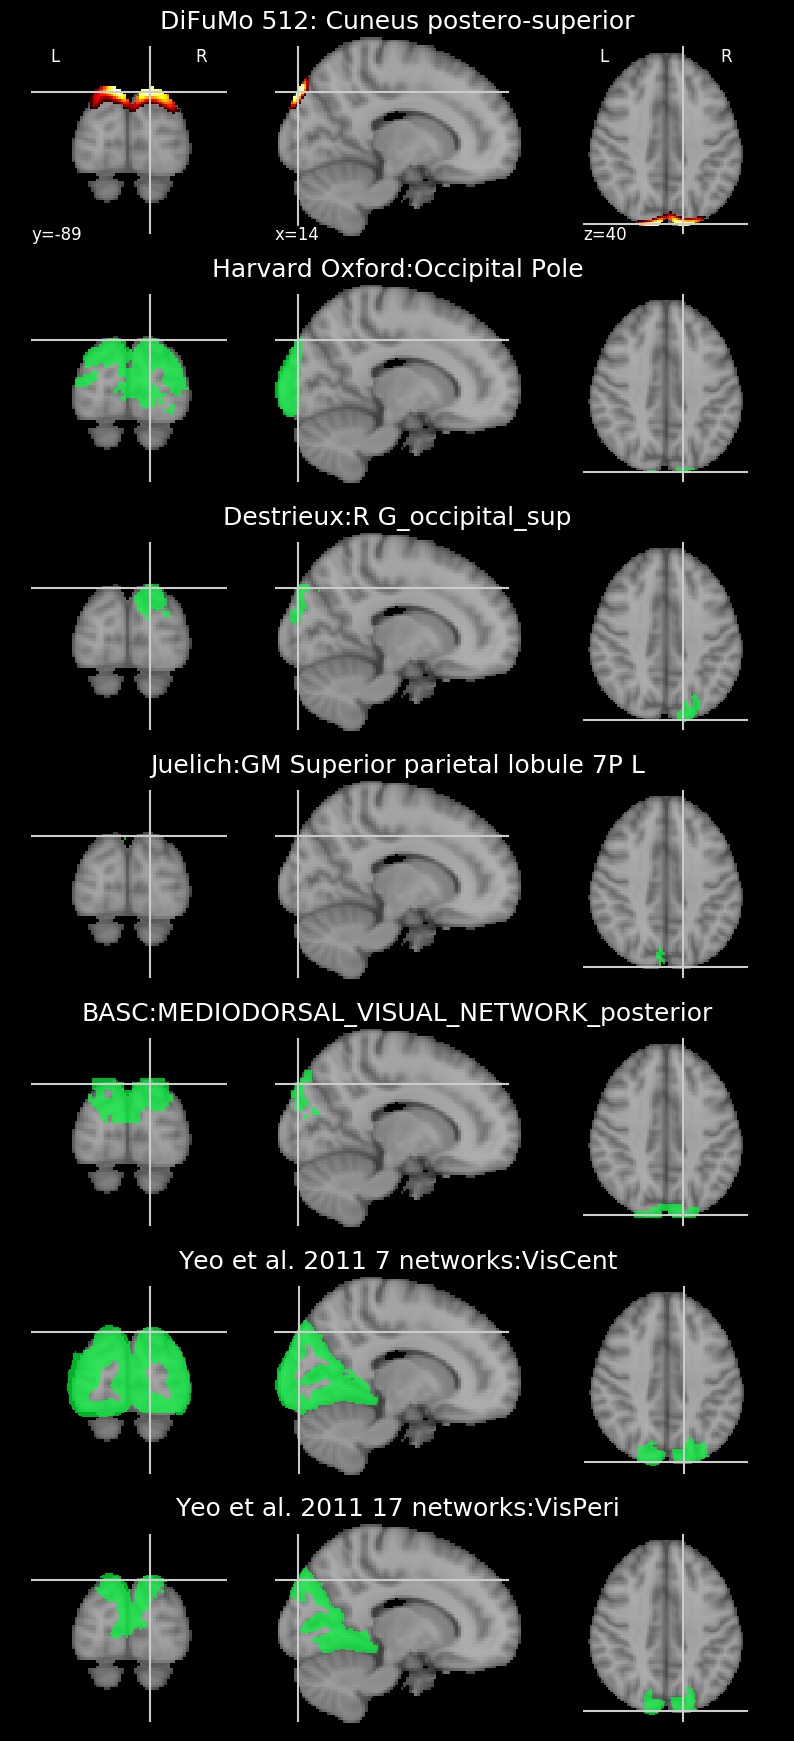 DiFuMo 512: Cuneus postero-superior
L R L R
y=-89 x=14 z=40
Harvard Oxford:Occipital Pole
Destrieux:R G_occipital_sup
Juelich:GM Superior parietal lobule 7P L
BASC:MEDIODORSAL_VISUAL_NETWORK_posterior
Yeo et al. 2011 7 networks:VisCent
Yeo et al. 2011 17 networks:VisPeri